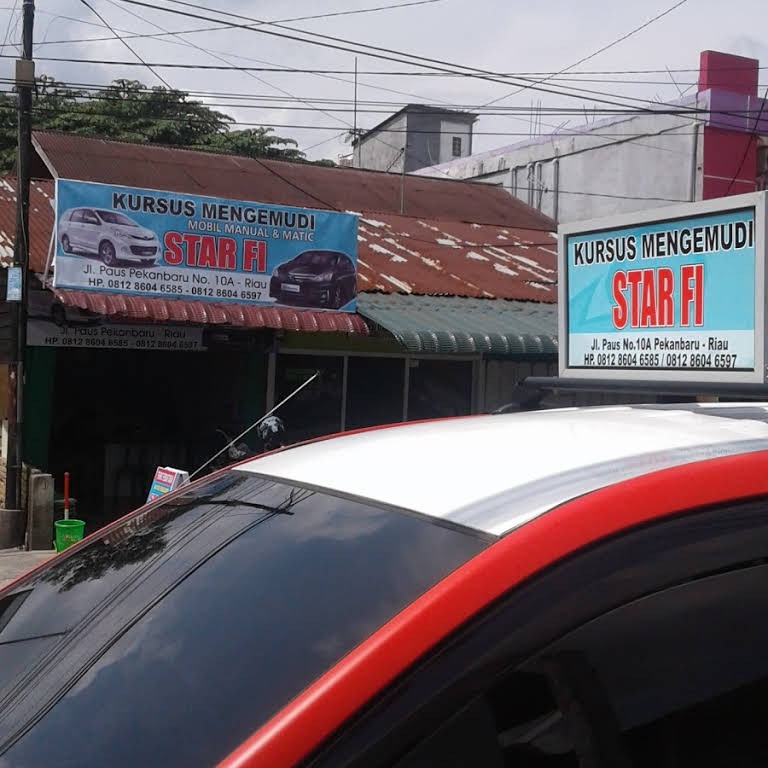 KURSUS MENGEMUDI
MOBIL MANUAL & MATIC
STAR FI
Jl. Paus Pekanbaru No. 10A - Riau
HP. 0812 8604 6585 - 0812 8604 6597
Jl. Paus Pekanbaru - Riau
HP. 0812 8604 6585 - 0812 8604 6597
KURSUS MENGEMUDI
STAR FI
Jl. Paus No.10A Pekanbaru - Riau
HP. 0812 8604 6585 / 0812 8604 6597